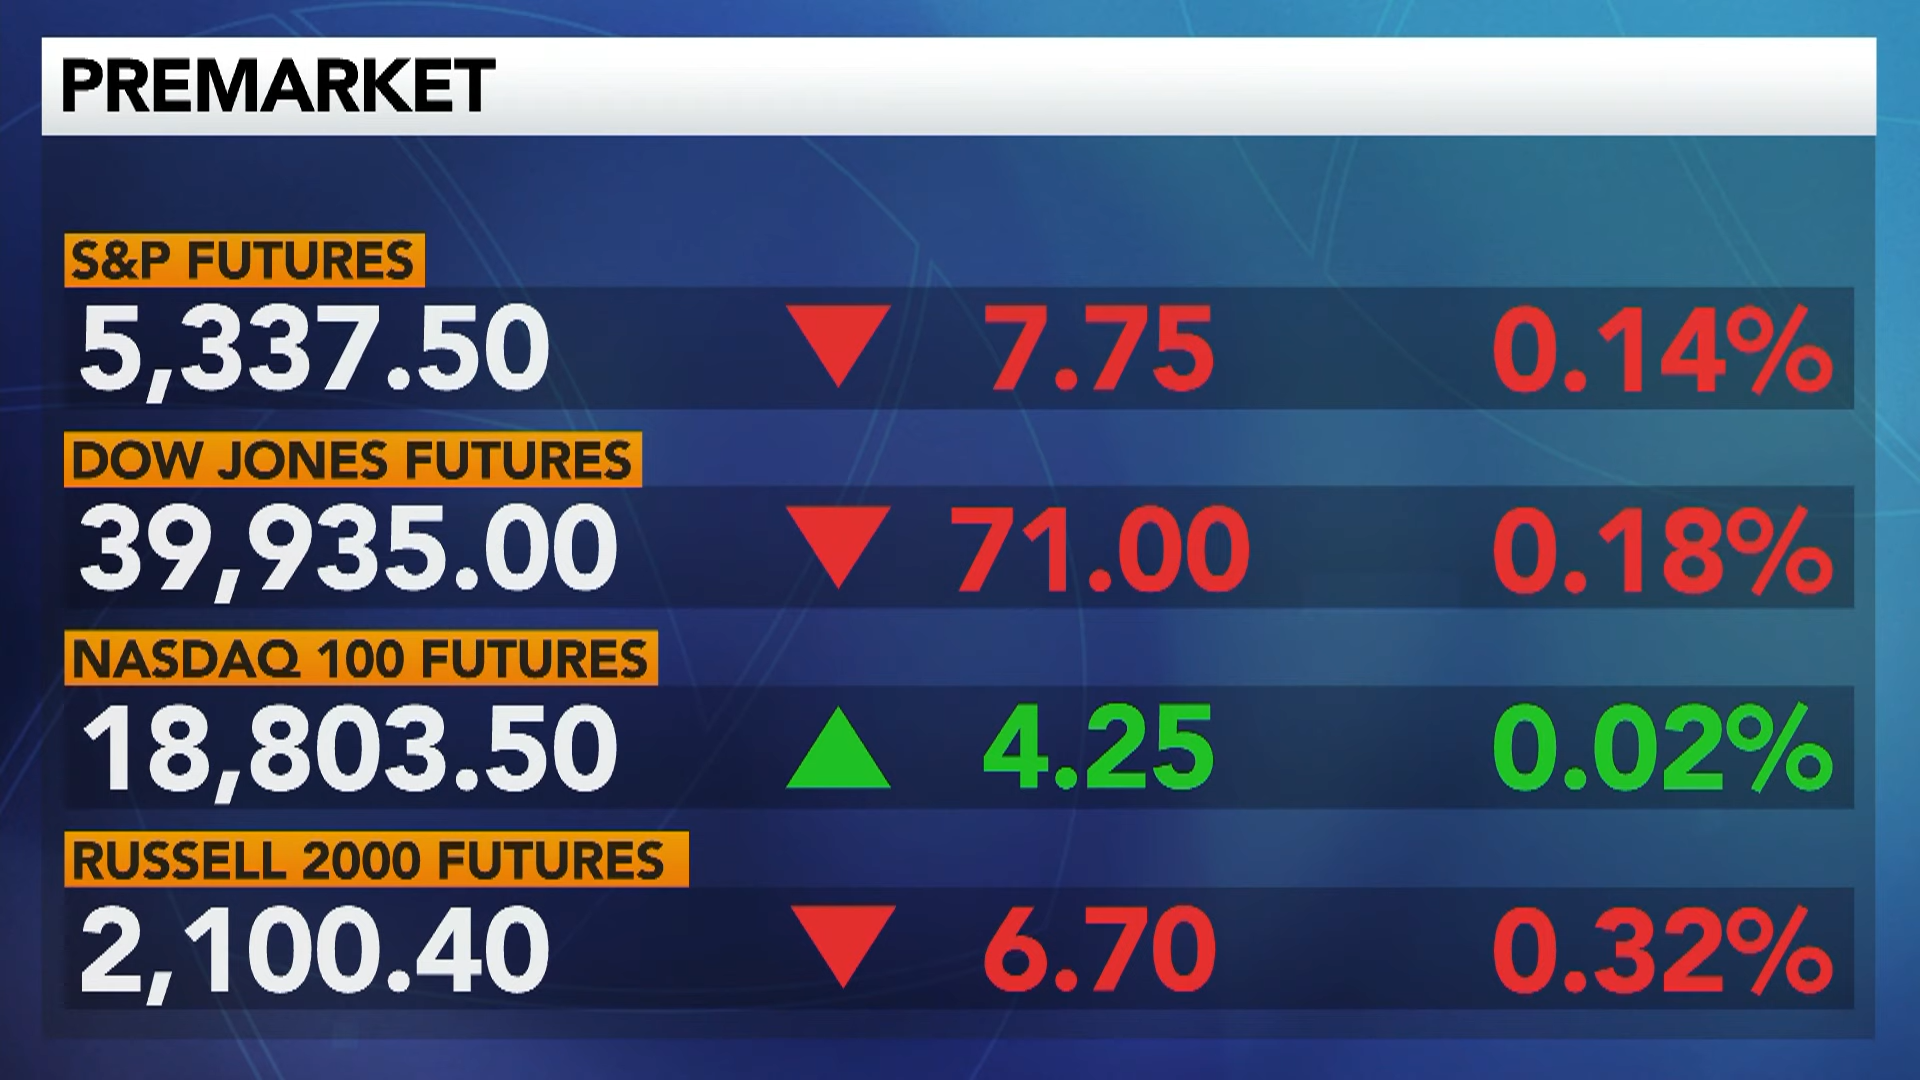 PREMARKET
S&P FUTURES
5,337.50 ▼ 7.75 0.14%
DOW JONES FUTURES
39,935.00 ▼ 71.00 0.18%
NASDAQ 100 FUTURES
18,803.50 ▲ 4.25 0.02%
RUSSELL 2000 FUTURES
2,100.40 ▼ 6.70 0.32%